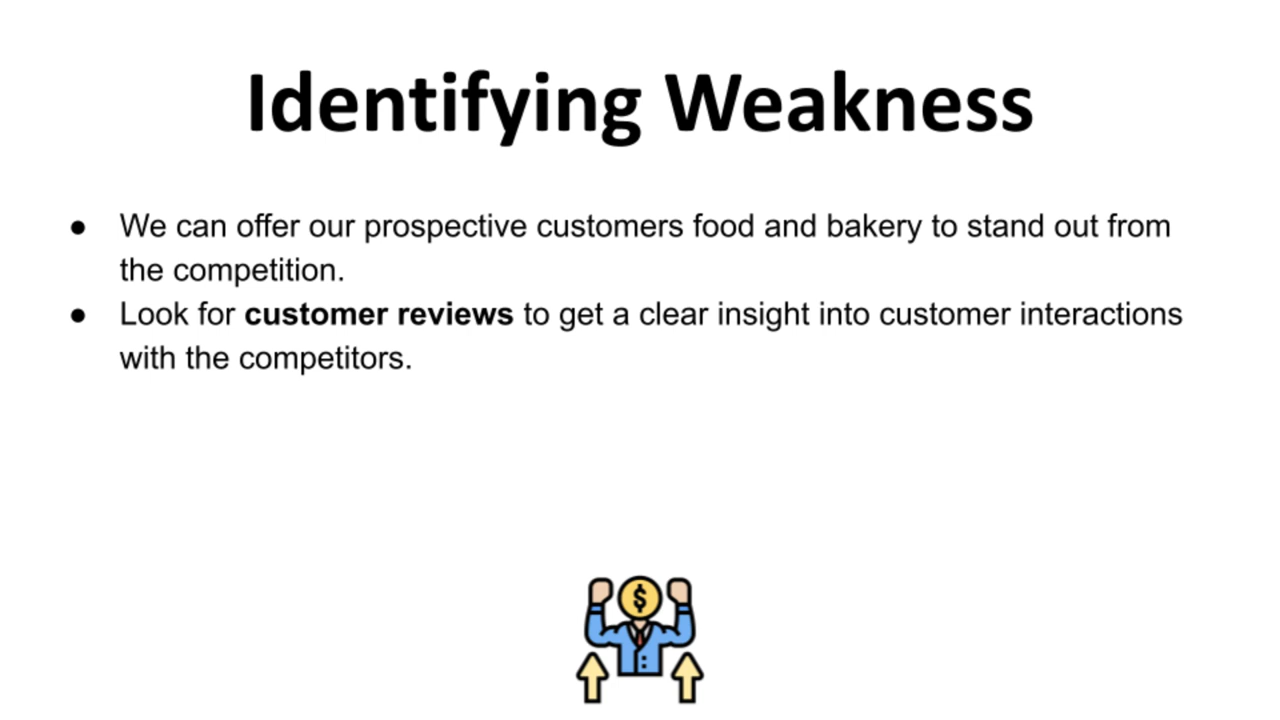 Identifying Weakness
● We can offer our prospective customers food and bakery to stand out from
the competition.
● Look for customer reviews to get a clear insight into customer interactions
with the competitors.
$